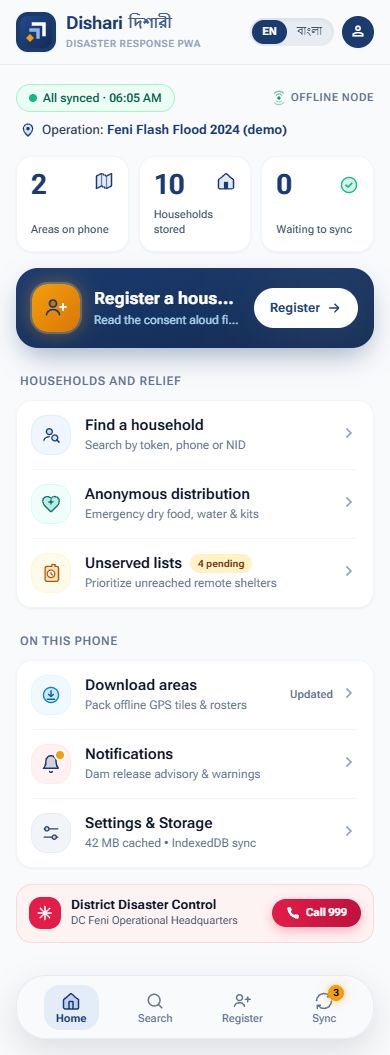 Dishari দিশারী
DISASTER RESPONSE PWA
EN বাংলা
All synced · 06:05 AM
OFFLINE NODE
Operation: Feni Flash Flood 2024 (demo)
2
Areas on phone
10
Households stored
0
Waiting to sync
Register a hous...
Read the consent aloud fi...
Register →
HOUSEHOLDS AND RELIEF
Find a household
Search by token, phone or NID
Anonymous distribution
Emergency dry food, water & kits
Unserved lists 4 pending
Prioritize unreached remote shelters
ON THIS PHONE
Download areas
Pack offline GPS tiles & rosters
Updated
Notifications
Dam release advisory & warnings
Settings & Storage
42 MB cached • IndexedDB sync
District Disaster Control
DC Feni Operational Headquarters
Call 999
Home
Search
Register
3
Sync